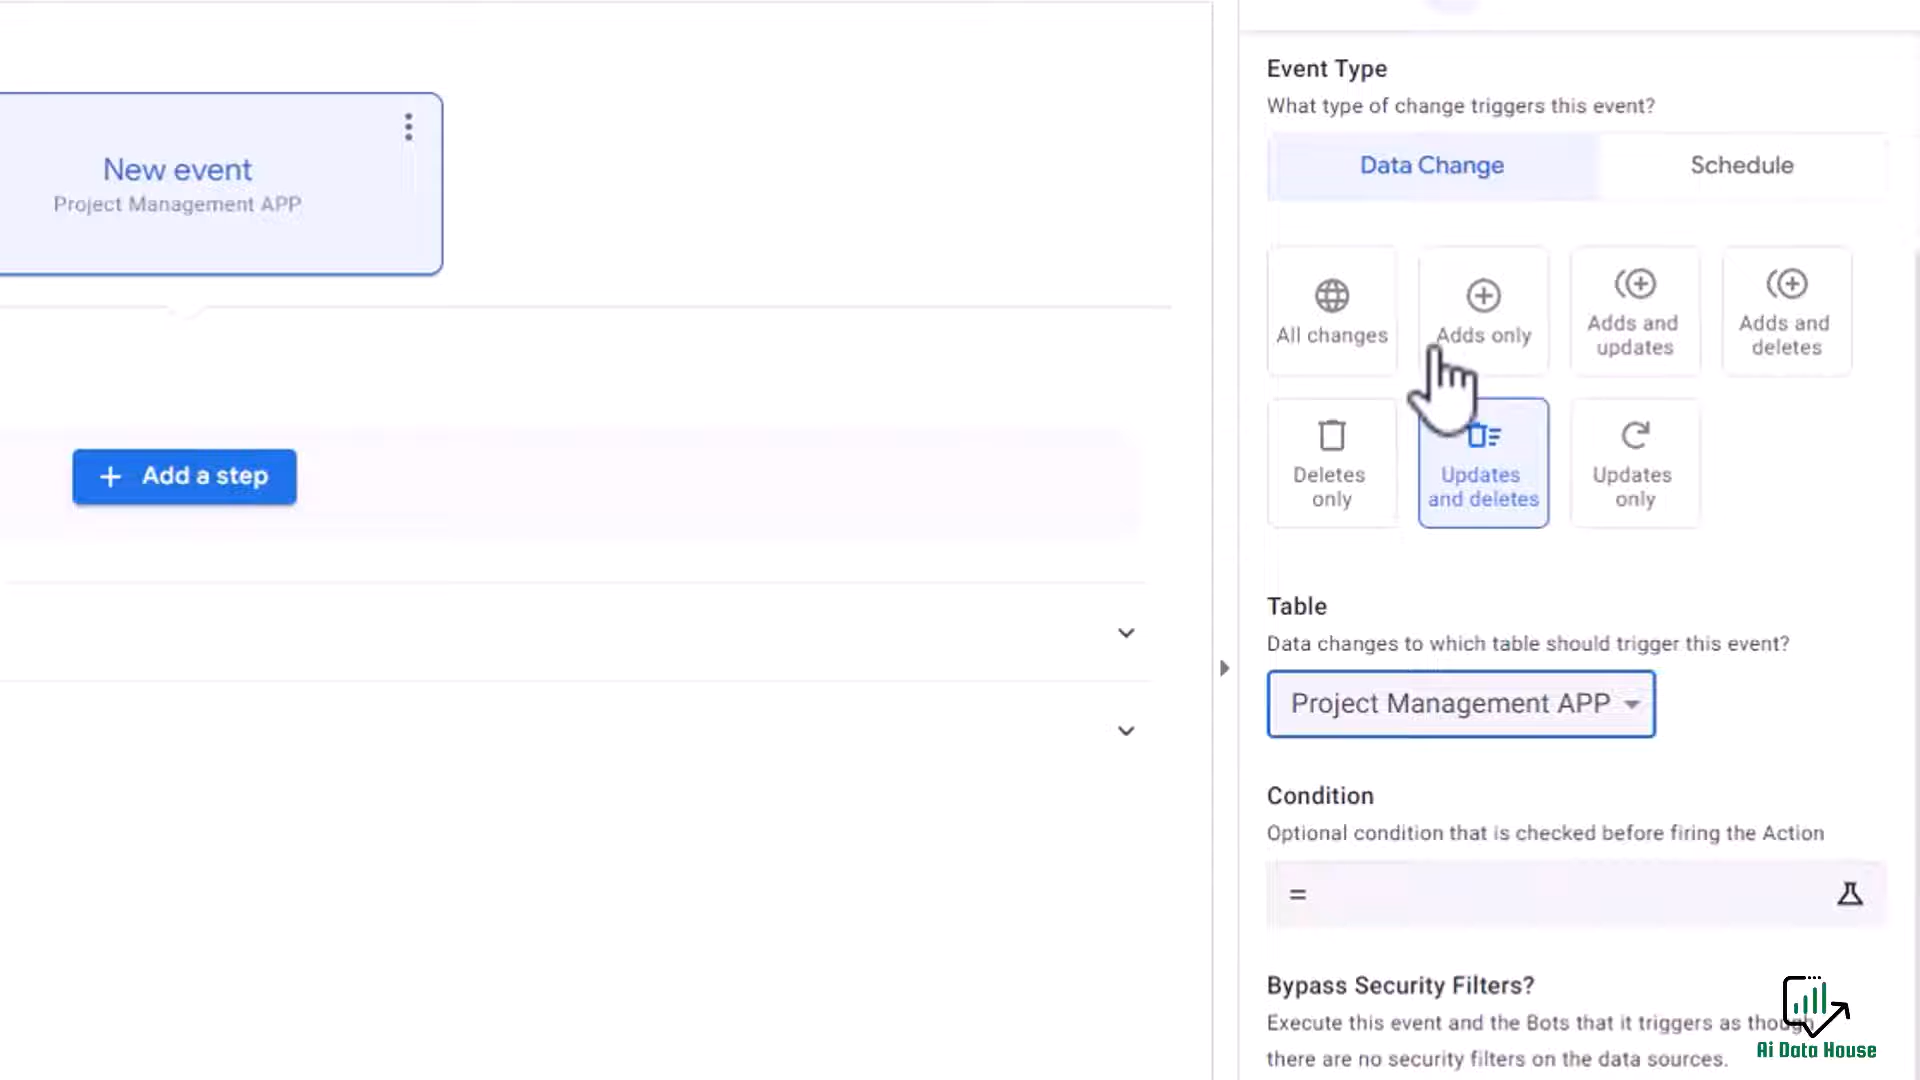 Event Type
What type of change triggers this event?
Data Change
Schedule
New event
Project Management APP
All changes
Adds only
Adds and
updates
Adds and
deletes
Deletes
only
Updates
and deletes
Updates
only
+ Add a step
Table
Data changes to which table should trigger this event?
Project Management APP
Condition
Optional condition that is checked before firing the Action
=
Bypass Security Filters?
Execute this event and the Bots that it triggers as though
there are no security filters on the data sources.
Ai Data House